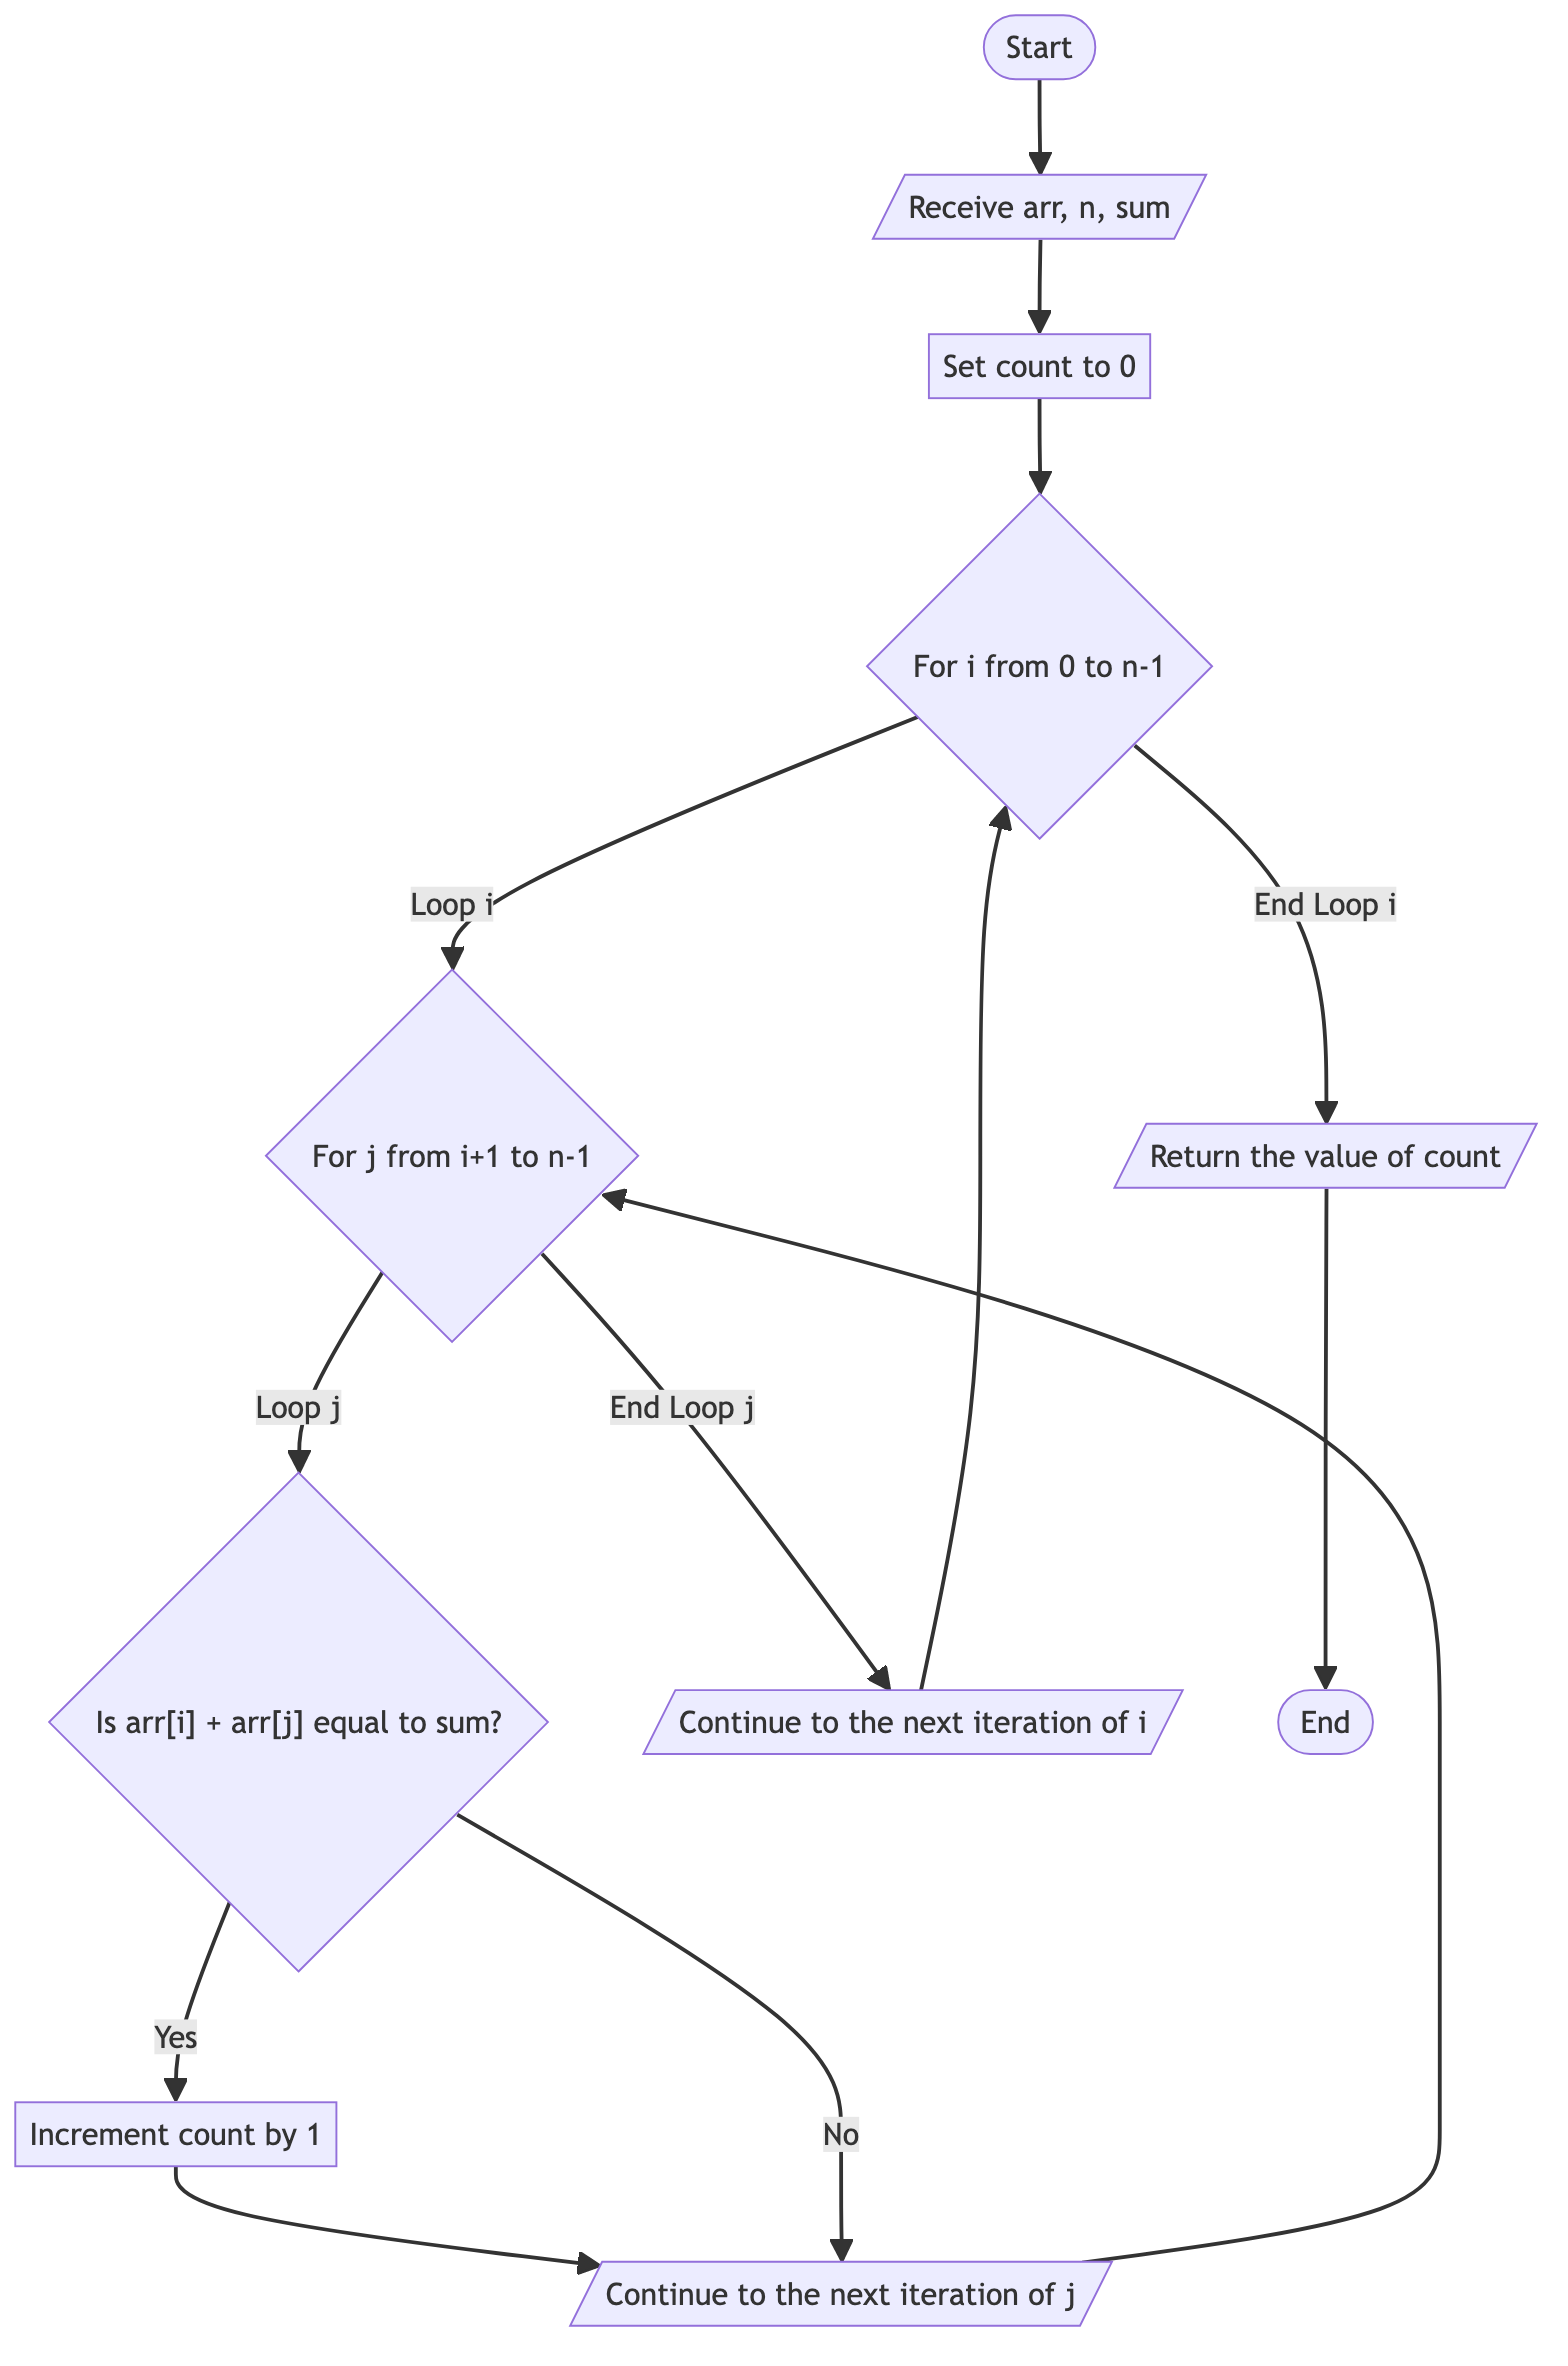 Start
Receive arr, n, sum
Set count to 0
For i from 0 to n-1
Loop i
End Loop i
For j from i+1 to n-1
Return the value of count
Loop j
End Loop j
Is arr[i] + arr[j] equal to sum?
Continue to the next iteration of i
End
Yes
Increment count by 1
No
Continue to the next iteration of j